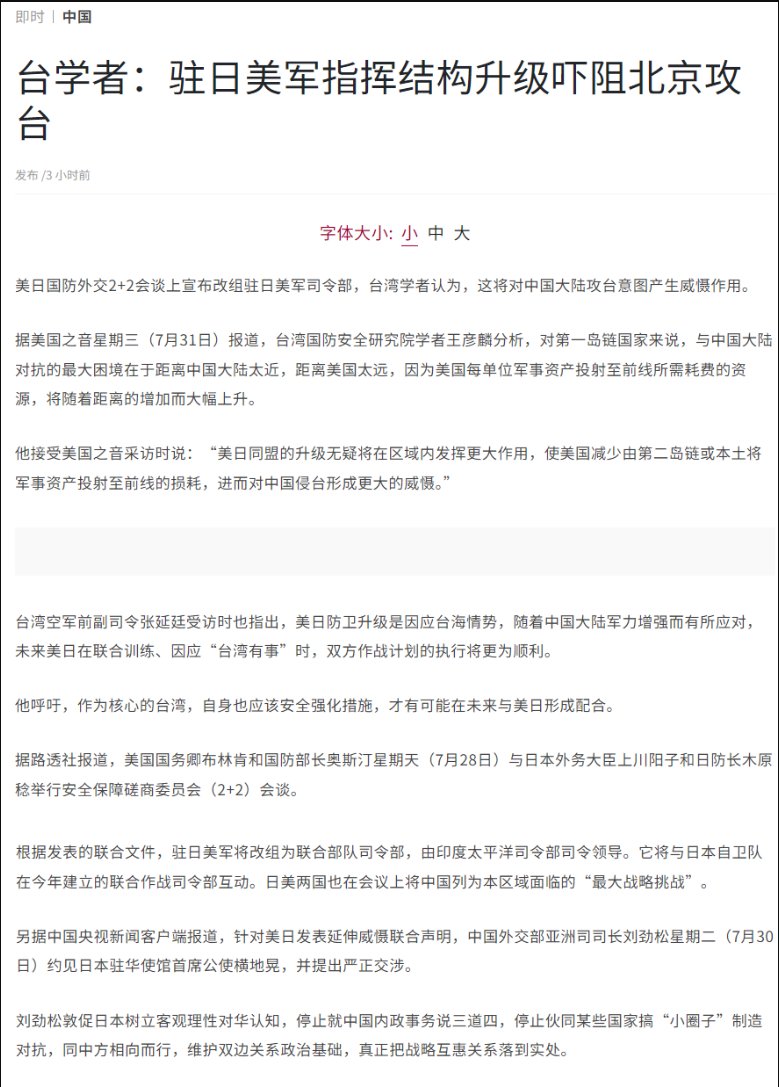 即时 | 中国
台学者：驻日美军指挥结构升级吓阻北京攻
台
发布 /3 小时前
字体大小: 小 中 大
美日国防外交2+2会谈上宣布改组驻日美军司令部，台湾学者认为，这将对中国大陆攻台意图产生威慑作用。
据美国之音星期三（7月31日）报道，台湾国防安全研究院学者王彦麟分析，对第一岛链国家来说，与中国大陆
对抗的最大困境在于距离中国大陆太近，距离美国太远，因为美国每单位军事资产投射至前线所需耗费的资
源，将随着距离的增加而大幅上升。
他接受美国之音采访时说：“美日同盟的升级无疑将在区域内发挥更大作用，使美国减少由第二岛链或本土将
军事资产投射至前线的损耗，进而对中国侵台形成更大的威慑。”
台湾空军前副司令张延廷受访时也指出，美日防卫升级是因应台海情势，随着中国大陆军力增强而有所应对，
未来美日在联合训练、因应“台湾有事”时，双方作战计划的执行将更为顺利。
他呼吁，作为核心的台湾，自身也应该安全强化措施，才有可能在未来与美日形成配合。
据路透社报道，美国国务卿布林肯和国防部长奥斯汀星期天（7月28日）与日本外务大臣上川阳子和日防长木原
稔举行安全保障磋商委员会（2+2）会谈。
根据发表的联合文件，驻日美军将改组为联合部队司令部，由印度太平洋司令部司令领导。它将与日本自卫队
在今年建立的联合作战司令部互动。日美两国也在会议上将中国列为本区域面临的“最大战略挑战”。
另据中国央视新闻客户端报道，针对美日发表延伸威慑联合声明，中国外交部亚洲司司长刘劲松星期二（7月30
日）约见日本驻华使馆首席公使横地晃，并提出严正交涉。
刘劲松敦促日本树立客观理性对华认知，停止就中国内政事务说三道四，停止伙同某些国家搞“小圈子”制造
对抗，同中方相向而行，维护双边关系政治基础，真正把战略互惠关系落到实处。